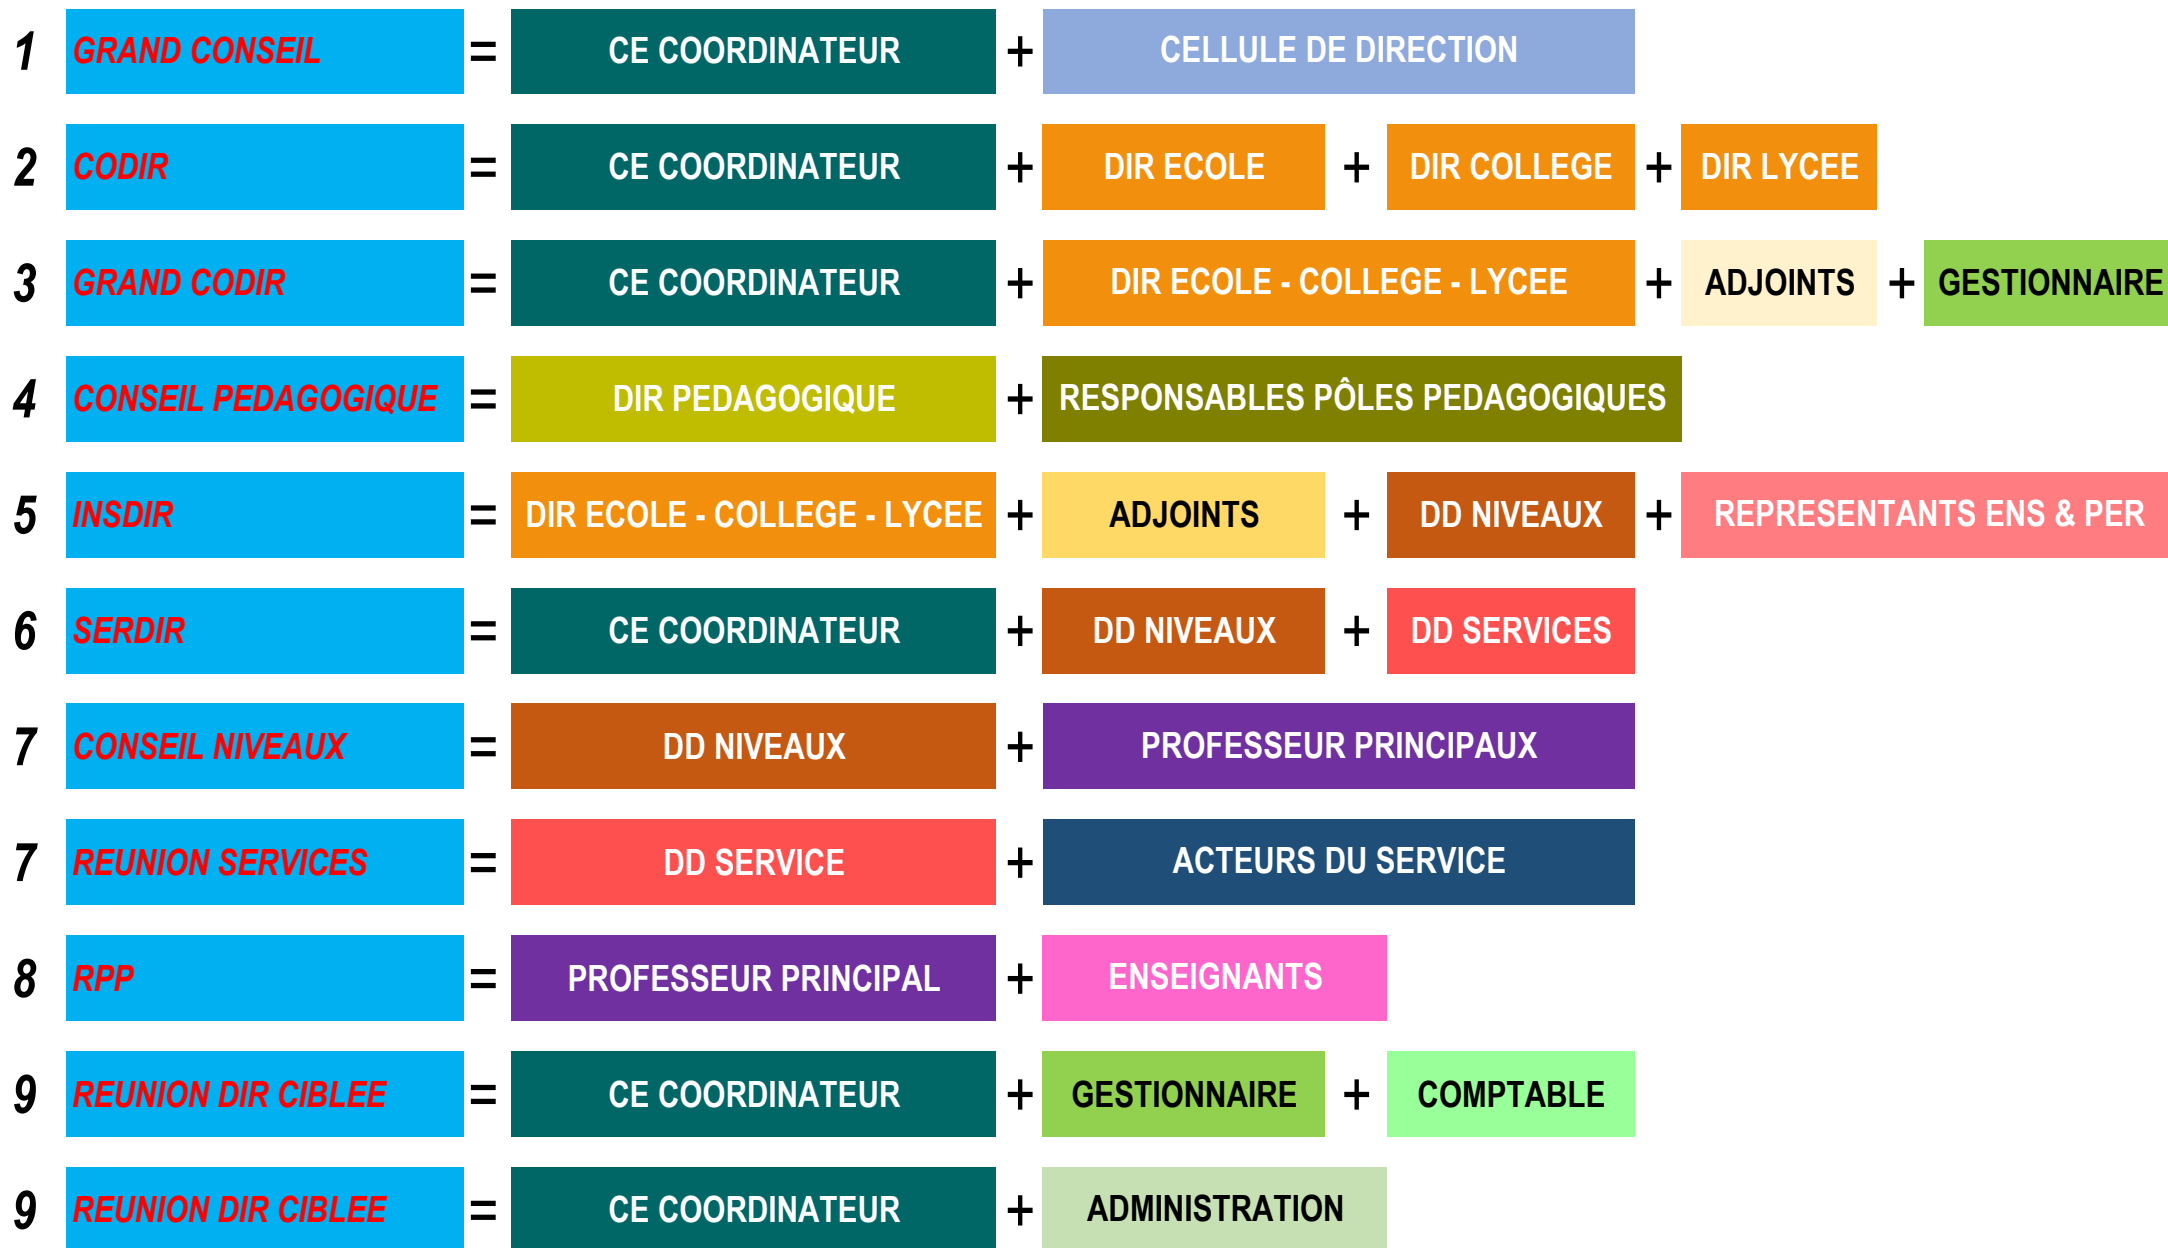 1 GRAND CONSEIL = CE COORDINATEUR + CELLULE DE DIRECTION
2 CODIR = CE COORDINATEUR + DIR ECOLE + DIR COLLEGE + DIR LYCEE
3 GRAND CODIR = CE COORDINATEUR + DIR ECOLE - COLLEGE - LYCEE + ADJOINTS + GESTIONNAIRE
4 CONSEIL PEDAGOGIQUE = DIR PEDAGOGIQUE + RESPONSABLES PÔLES PEDAGOGIQUES
5 INSDIR = DIR ECOLE - COLLEGE - LYCEE + ADJOINTS + DD NIVEAUX + REPRESENTANTS ENS & PER
6 SERDIR = CE COORDINATEUR + DD NIVEAUX + DD SERVICES
7 CONSEIL NIVEAUX = DD NIVEAUX + PROFESSEUR PRINCIPAUX
7 REUNION SERVICES = DD SERVICE + ACTEURS DU SERVICE
8 RPP = PROFESSEUR PRINCIPAL + ENSEIGNANTS
9 REUNION DIR CIBLEE = CE COORDINATEUR + GESTIONNAIRE + COMPTABLE
9 REUNION DIR CIBLEE = CE COORDINATEUR + ADMINISTRATION